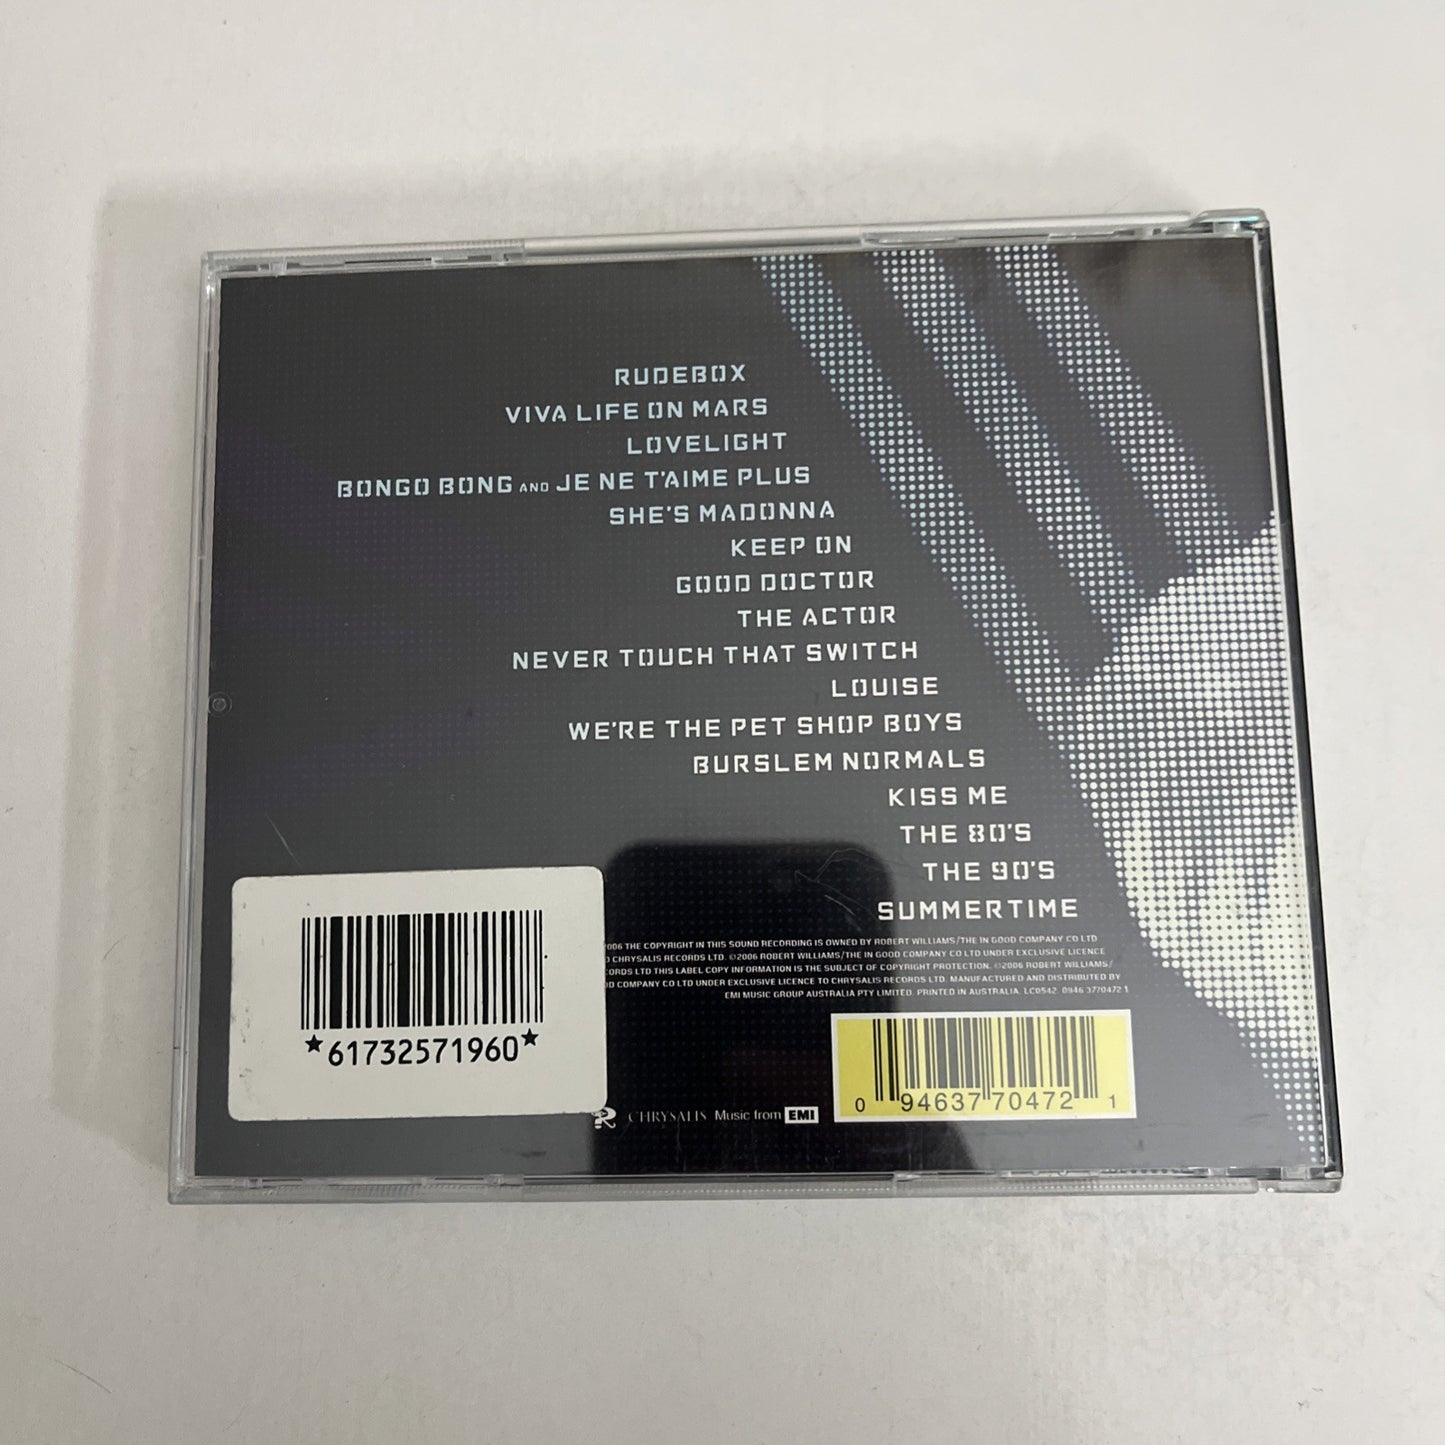 RUDEBOX
VIVA LIFE ON MARS
LOVELIGHT
BONGO BONG AND JE NE T'AIME PLUS
SHE'S MADONNA
KEEP ON
GOOD DOCTOR
THE ACTOR
NEVER TOUCH THAT SWITCH
LOUISE
WE'RE THE PET SHOP BOYS
BURSLEM NORMALS
KISS ME
THE 80'S
THE 90'S
SUMMERTIME
2006 THE COPYRIGHT IN THIS SOUND RECORDING IS OWNED BY ROBERT WILLIAMS/THE IN GOOD COMPANY CO LTD
CHRYSALIS RECORDS LTD. ©2006 ROBERT WILLIAMS/THE IN GOOD COMPANY CO LTD UNDER EXCLUSIVE LICENCE
LTD THIS LABEL COPY INFORMATION IS THE SUBJECT OF COPYRIGHT PROTECTION. ©2006 ROBERT WILLIAMS/
COMPANY CO LTD UNDER EXCLUSIVE LICENCE TO CHRYSALIS RECORDS LTD. MANUFACTURED AND DISTRIBUTED BY
EMI MUSIC GROUP AUSTRALIA PTY LIMITED. PRINTED IN AUSTRALIA. LC0542. 0946 3770472 1
★61732571960★
CHRYSALIS Music from EMI
0 94637 70472 1